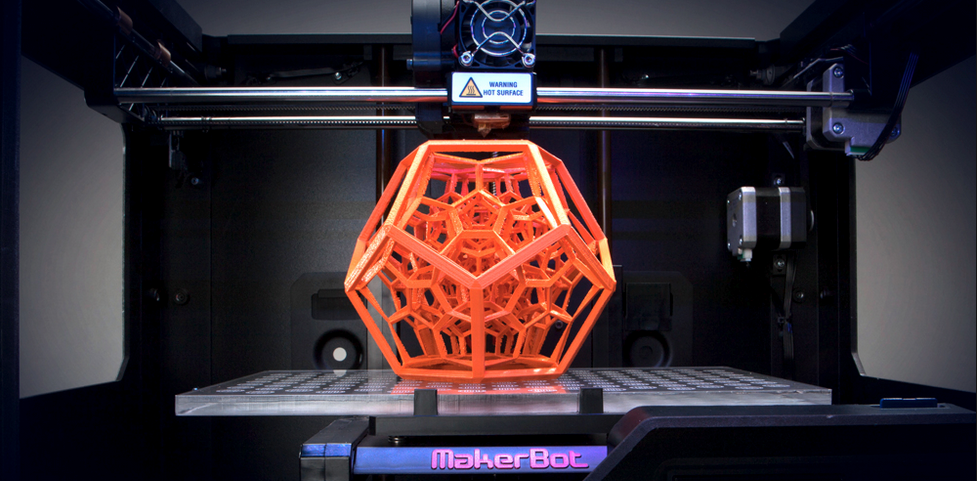 WARNING
HOT SURFACE
MakerBot